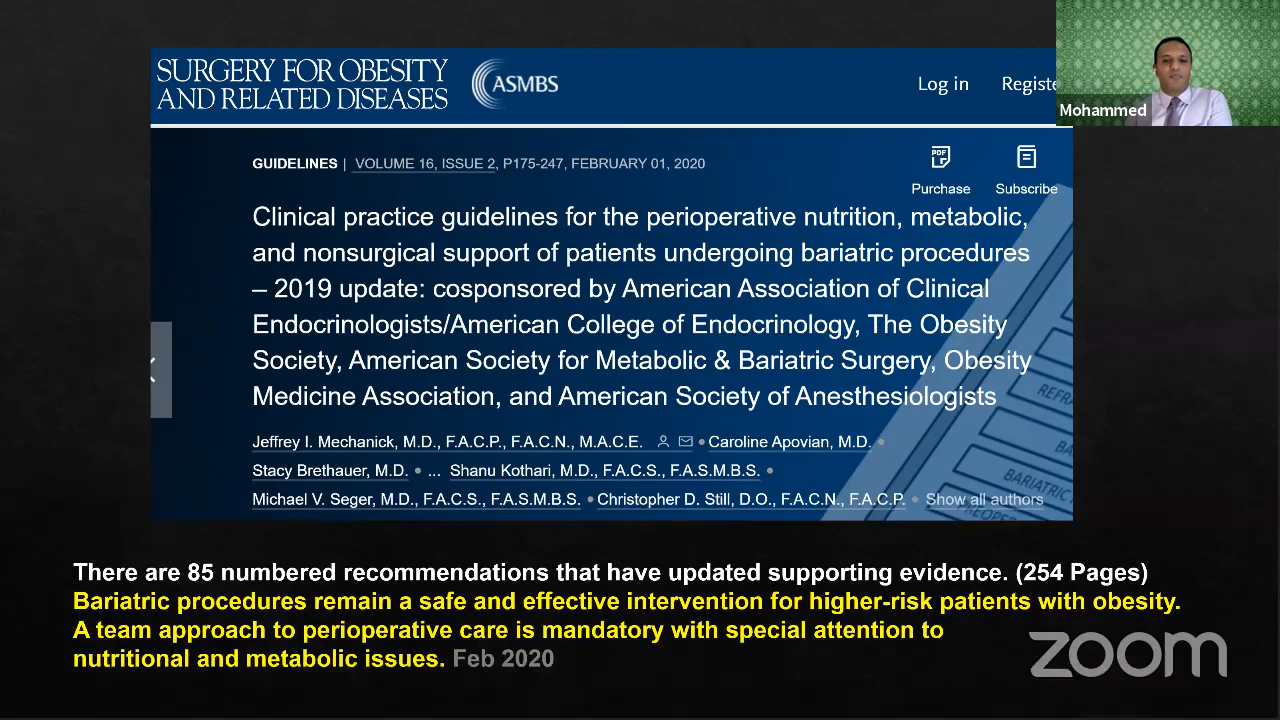 SURGERY FOR OBESITY
AND RELATED DISEASES
ASMBS
Log in
Registe
Mohammed
GUIDELINES | VOLUME 16, ISSUE 2, P175-247, FEBRUARY 01, 2020
PDF
Purchase
Subscribe
Clinical practice guidelines for the perioperative nutrition, metabolic,
and nonsurgical support of patients undergoing bariatric procedures
– 2019 update: cosponsored by American Association of Clinical
Endocrinologists/American College of Endocrinology, The Obesity
Society, American Society for Metabolic & Bariatric Surgery, Obesity
Medicine Association, and American Society of Anesthesiologists
Jeffrey I. Mechanick, M.D., F.A.C.P., F.A.C.N., M.A.C.E. • Caroline Apovian, M.D. •
Stacy Brethauer, M.D. • ... Shanu Kothari, M.D., F.A.C.S., F.A.S.M.B.S. •
Michael V. Seger, M.D., F.A.C.S., F.A.S.M.B.S. • Christopher D. Still, D.O., F.A.C.N., F.A.C.P. • Show all authors
REFR
BARIATRIC
PREOPE
There are 85 numbered recommendations that have updated supporting evidence. (254 Pages)
Bariatric procedures remain a safe and effective intervention for higher-risk patients with obesity.
A team approach to perioperative care is mandatory with special attention to
nutritional and metabolic issues. Feb 2020
zoom